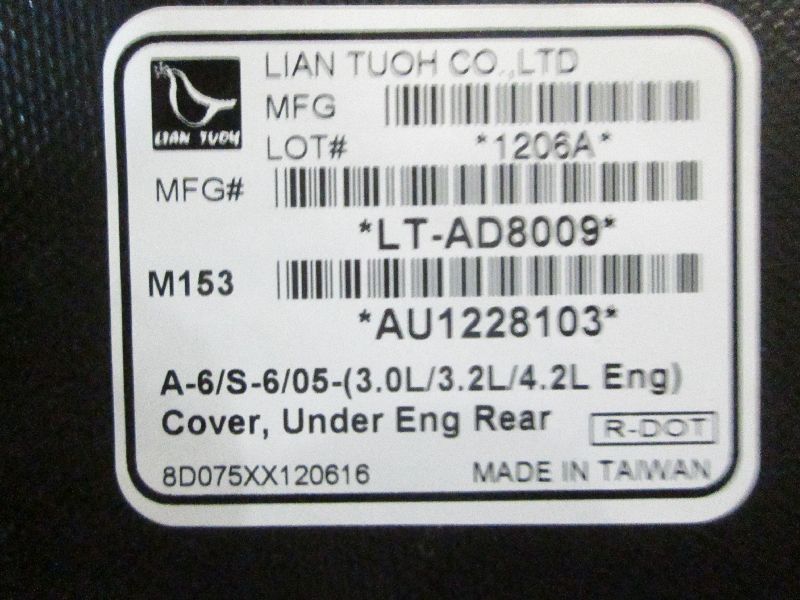 LIAN TUOH
LIAN TUOH CO.,LTD
MFG
LOT# *1206A*
MFG#
*LT-AD8009*
M153
*AU1228103*
A-6/S-6/05-(3.0L/3.2L/4.2L Eng)
Cover, Under Eng Rear
R-DOT
8D075XX120616 MADE IN TAIWAN